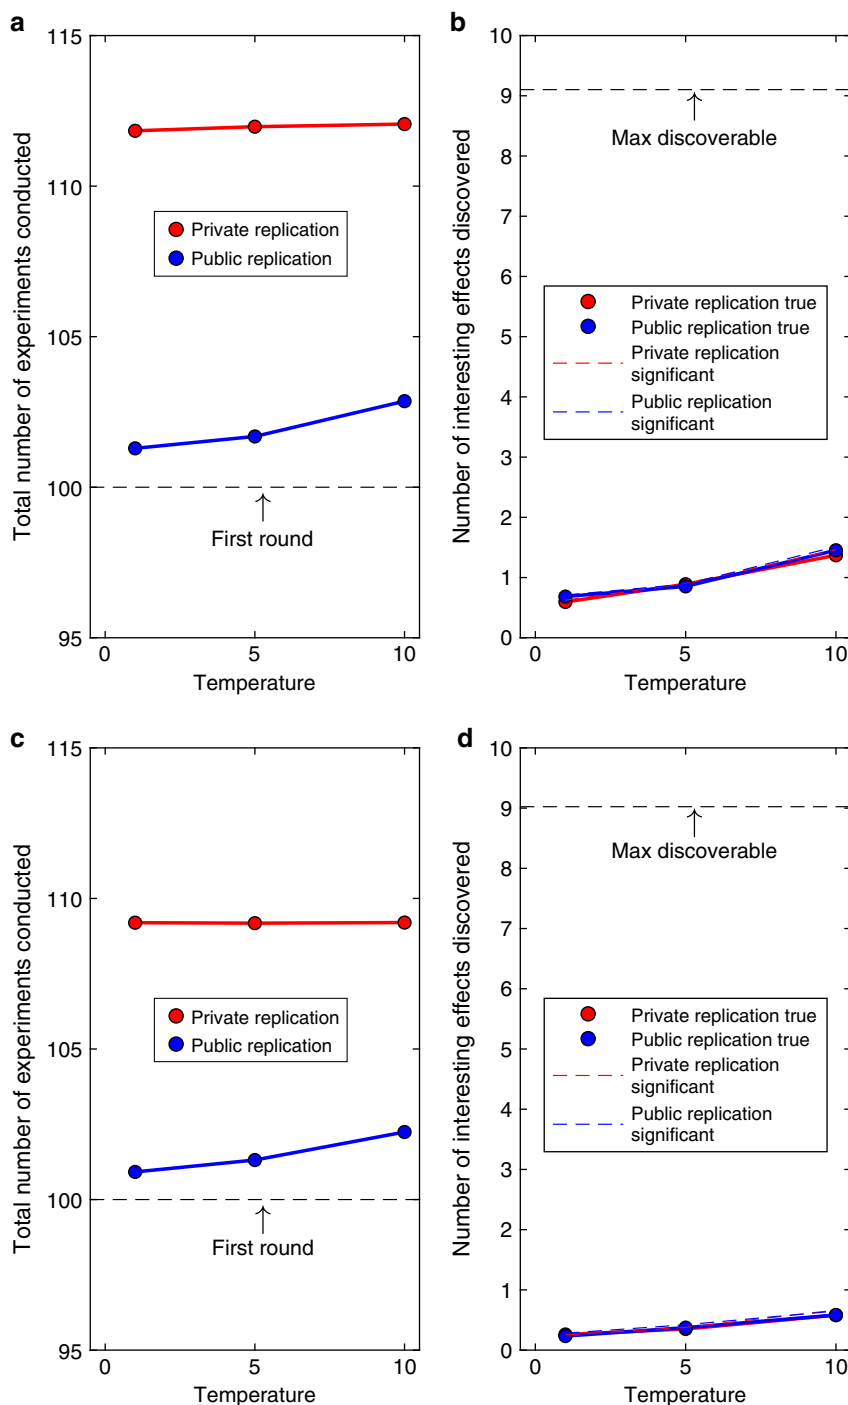 a
Total number of experiments conducted
115
110
105
100
95
Private replication
Public replication
First round
0
5
10
Temperature
b
Number of interesting effects discovered
10
9
8
7
6
5
4
3
2
1
0
Max discoverable
Private replication true
Public replication true
Private replication
significant
Public replication
significant
0
5
10
Temperature
c
Total number of experiments conducted
115
110
105
100
95
Private replication
Public replication
First round
0
5
10
Temperature
d
Number of interesting effects discovered
10
9
8
7
6
5
4
3
2
1
0
Max discoverable
Private replication true
Public replication true
Private replication
significant
Public replication
significant
0
5
10
Temperature